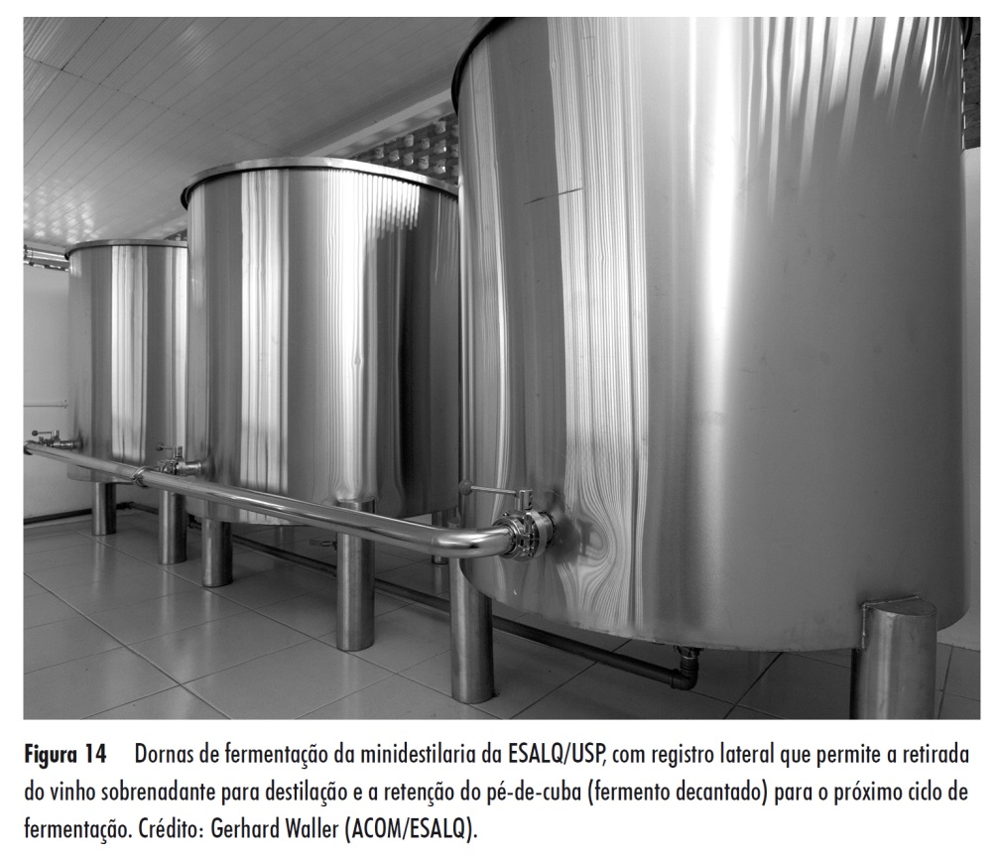 Figura 14 Dornas de fermentação da minidestilaria da ESALQ/USP, com registro lateral que permite a retirada
do vinho sobrenadante para destilação e a retenção do pé-de-cuba (fermento decantado) para o próximo ciclo de
fermentação. Crédito: Gerhard Waller (ACOM/ESALQ).